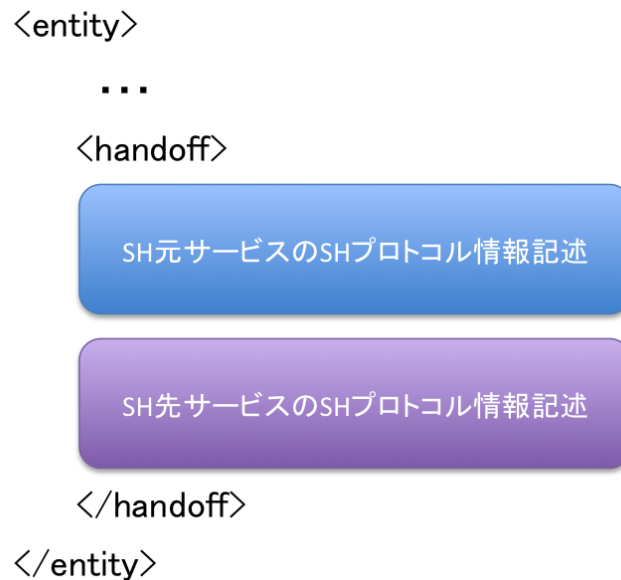 <entity>
...
<handoff>
SH元サービスのSHプロトコル情報記述
SH先サービスのSHプロトコル情報記述
</handoff>
</entity>